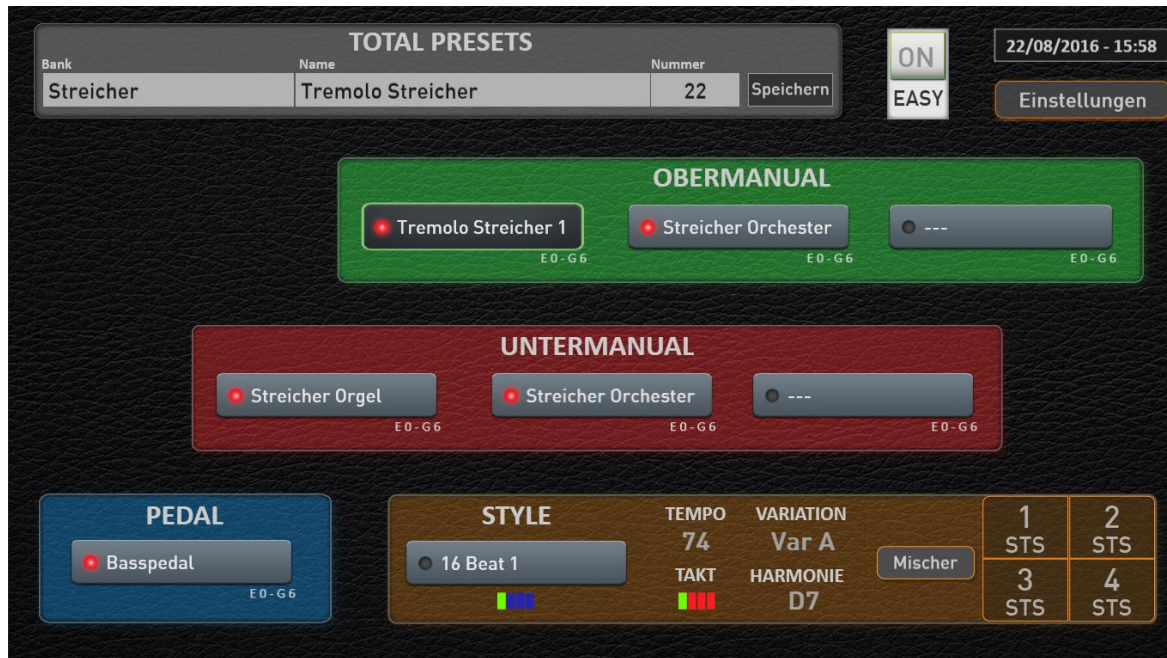 TOTAL PRESETS
Bank Name Nummer
Streicher Tremolo Streicher 22 Speichern
ON
EASY
22/08/2016 - 15:58
Einstellungen
OBERMANUAL
Tremolo Streicher 1 Streicher Orchester ---
E0-G6 E0-G6 E0-G6
UNTERMANUAL
Streicher Orgel Streicher Orchester ---
E0-G6 E0-G6 E0-G6
PEDAL
Basspedal
E0-G6
STYLE
16 Beat 1
TEMPO
74
TAKT
VARIATION
Var A
HARMONIE
D7
Mischer
1
STS
2
STS
3
STS
4
STS